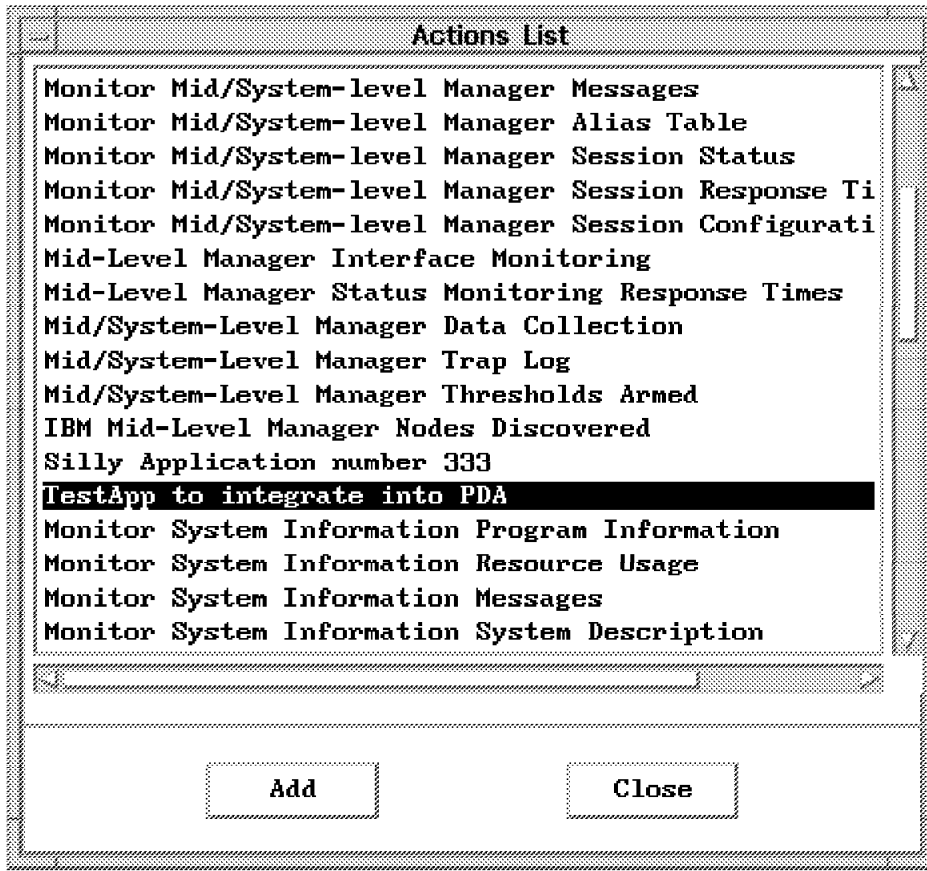 Actions List
Monitor Mid/System-level Manager Messages
Monitor Mid/System-level Manager Alias Table
Monitor Mid/System-level Manager Session Status
Monitor Mid/System-level Manager Session Response Ti
Monitor Mid/System-level Manager Session Configurati
Mid-Level Manager Interface Monitoring
Mid-Level Manager Status Monitoring Response Times
Mid/System-Level Manager Data Collection
Mid/System-Level Manager Trap Log
Mid/System-Level Manager Thresholds Armed
IBM Mid-Level Manager Nodes Discovered
Silly Application number 333
TestApp to integrate into PDA
Monitor System Information Program Information
Monitor System Information Resource Usage
Monitor System Information Messages
Monitor System Information System Description
Add Close